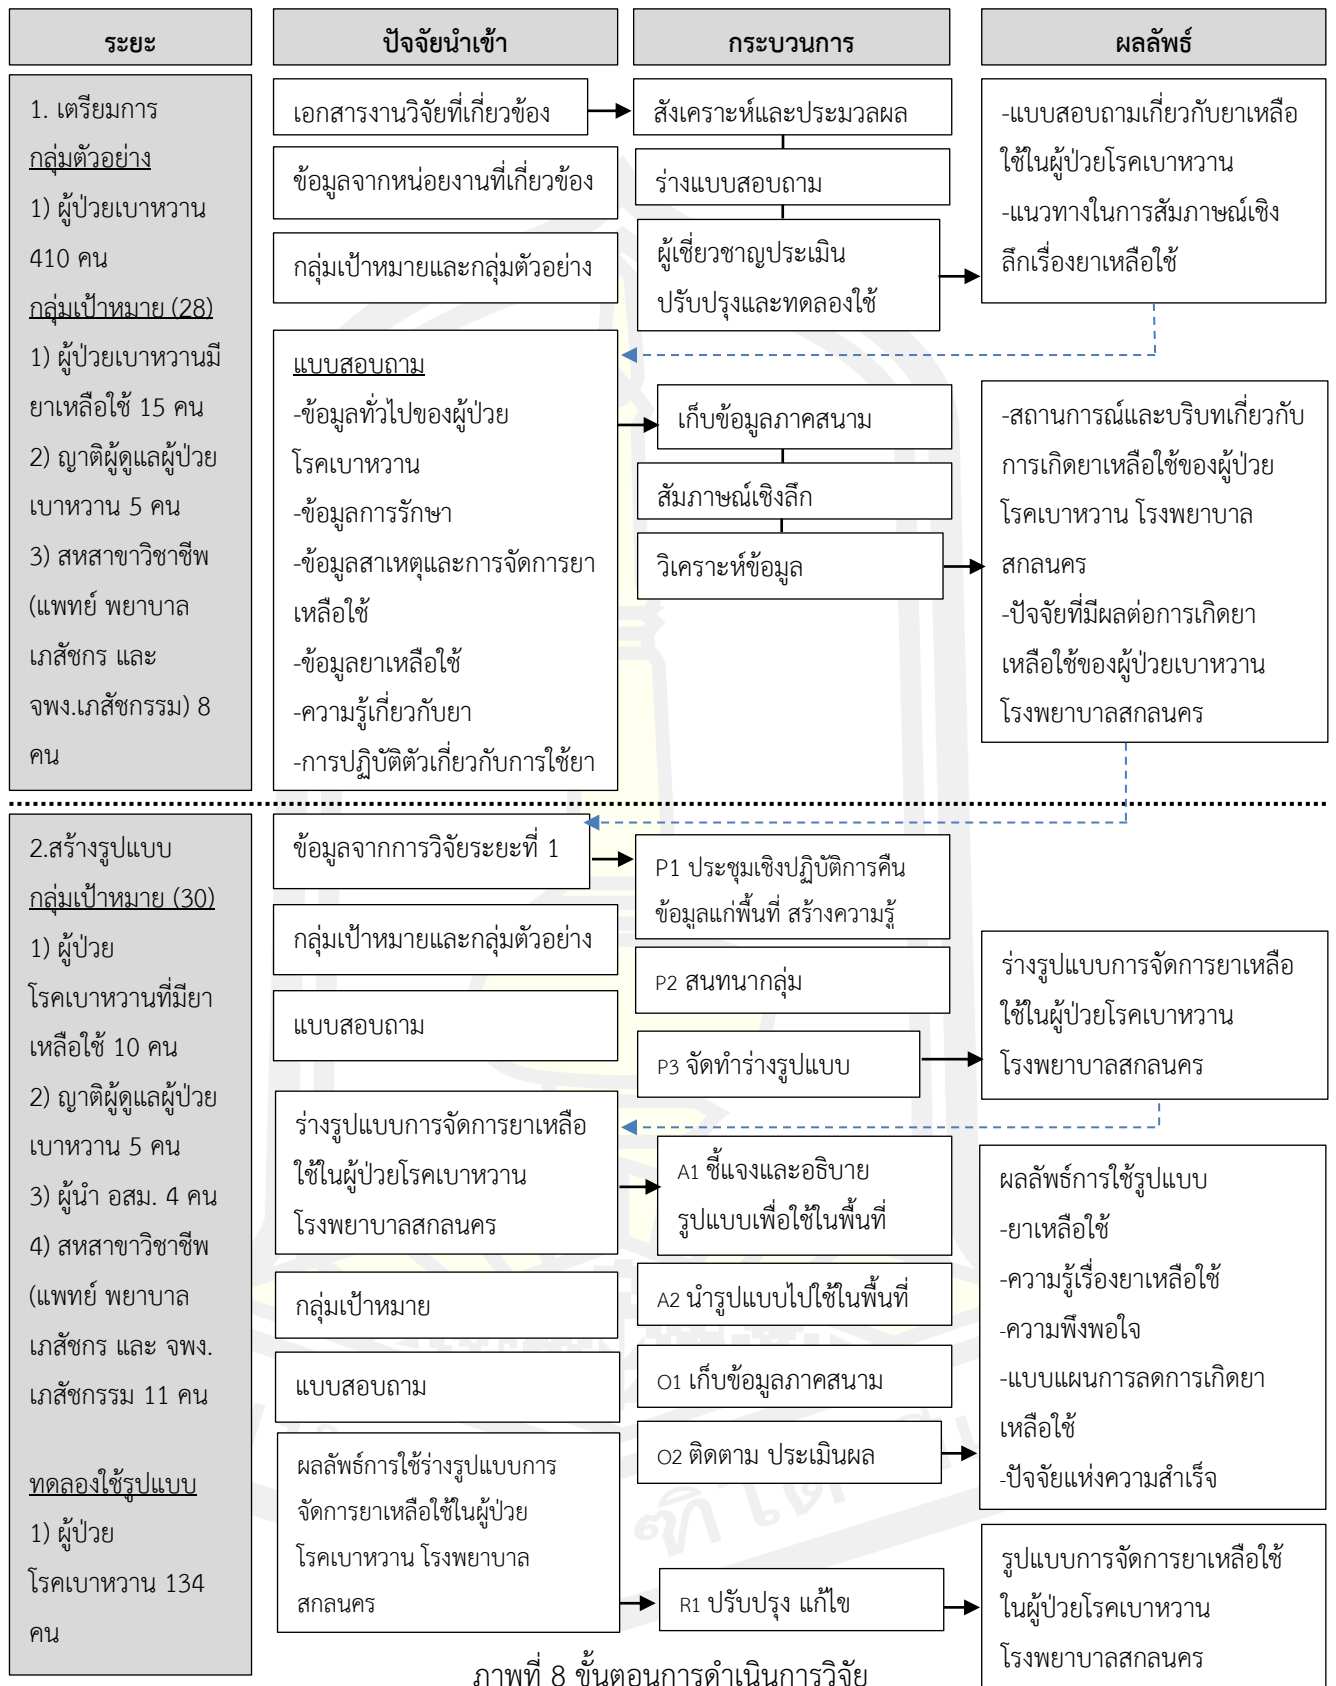 ระยะ
ปัจจัยนำเข้า
กระบวนการ
ผลลัพธ์
1. เตรียมการ
กลุ่มตัวอย่าง
1) ผู้ป่วยเบาหวาน
410 คน
กลุ่มเป้าหมาย (28)
1) ผู้ป่วยเบาหวานมี
ยาเหลือใช้ 15 คน
2) ญาติผู้ดูแลผู้ป่วย
เบาหวาน 5 คน
3) สหสาขาวิชาชีพ
(แพทย์ พยาบาล
เภสัชกร และ
จพง.เภสัชกรรม) 8
คน
เอกสารงานวิจัยที่เกี่ยวข้อง
ข้อมูลจากหน่อยงานที่เกี่ยวข้อง
กลุ่มเป้าหมายและกลุ่มตัวอย่าง
แบบสอบถาม
-ข้อมูลทั่วไปของผู้ป่วย
โรคเบาหวาน
-ข้อมูลการรักษา
-ข้อมูลสาเหตุและการจัดการยา
เหลือใช้
-ข้อมูลยาเหลือใช้
-ความรู้เกี่ยวกับยา
-การปฏิบัติตัวเกี่ยวกับการใช้ยา
สังเคราะห์และประมวลผล
ร่างแบบสอบถาม
ผู้เชี่ยวชาญประเมิน
ปรับปรุงและทดลองใช้
เก็บข้อมูลภาคสนาม
สัมภาษณ์เชิงลึก
วิเคราะห์ข้อมูล
-แบบสอบถามเกี่ยวกับยาเหลือ
ใช้ในผู้ป่วยโรคเบาหวาน
-แนวทางในการสัมภาษณ์เชิง
ลึกเรื่องยาเหลือใช้
-สถานการณ์และบริบทเกี่ยวกับ
การเกิดยาเหลือใช้ของผู้ป่วย
โรคเบาหวาน โรงพยาบาล
สกลนคร
-ปัจจัยที่มีผลต่อการเกิดยา
เหลือใช้ของผู้ป่วยเบาหวาน
โรงพยาบาลสกลนคร
2.สร้างรูปแบบ
กลุ่มเป้าหมาย (30)
1) ผู้ป่วย
โรคเบาหวานที่มียา
เหลือใช้ 10 คน
2) ญาติผู้ดูแลผู้ป่วย
เบาหวาน 5 คน
3) ผู้นำ อสม. 4 คน
4) สหสาขาวิชาชีพ
(แพทย์ พยาบาล
เภสัชกร และ จพง.
เภสัชกรรม 11 คน
ทดลองใช้รูปแบบ
1) ผู้ป่วย
โรคเบาหวาน 134
คน
ข้อมูลจากการวิจัยระยะที่ 1
กลุ่มเป้าหมายและกลุ่มตัวอย่าง
แบบสอบถาม
ร่างรูปแบบการจัดการยาเหลือ
ใช้ในผู้ป่วยโรคเบาหวาน
โรงพยาบาลสกลนคร
กลุ่มเป้าหมาย
แบบสอบถาม
ผลลัพธ์การใช้ร่างรูปแบบการ
จัดการยาเหลือใช้ในผู้ป่วย
โรคเบาหวาน โรงพยาบาล
สกลนคร
P1 ประชุมเชิงปฏิบัติการคืน
ข้อมูลแก่พื้นที่ สร้างความรู้
P2 สนทนากลุ่ม
P3 จัดทำร่างรูปแบบ
A1 ชี้แจงและอธิบาย
รูปแบบเพื่อใช้ในพื้นที่
A2 นำรูปแบบไปใช้ในพื้นที่
O1 เก็บข้อมูลภาคสนาม
O2 ติดตาม ประเมินผล
R1 ปรับปรุง แก้ไข
ร่างรูปแบบการจัดการยาเหลือ
ใช้ในผู้ป่วยโรคเบาหวาน
โรงพยาบาลสกลนคร
ผลลัพธ์การใช้รูปแบบ
-ยาเหลือใช้
-ความรู้เรื่องยาเหลือใช้
-ความพึงพอใจ
-แบบแผนการลดการเกิดยา
เหลือใช้
-ปัจจัยแห่งความสำเร็จ
รูปแบบการจัดการยาเหลือใช้
ในผู้ป่วยโรคเบาหวาน
โรงพยาบาลสกลนคร
ภาพที่ 8 ขั้นตอนการดำเนินการวิจัย